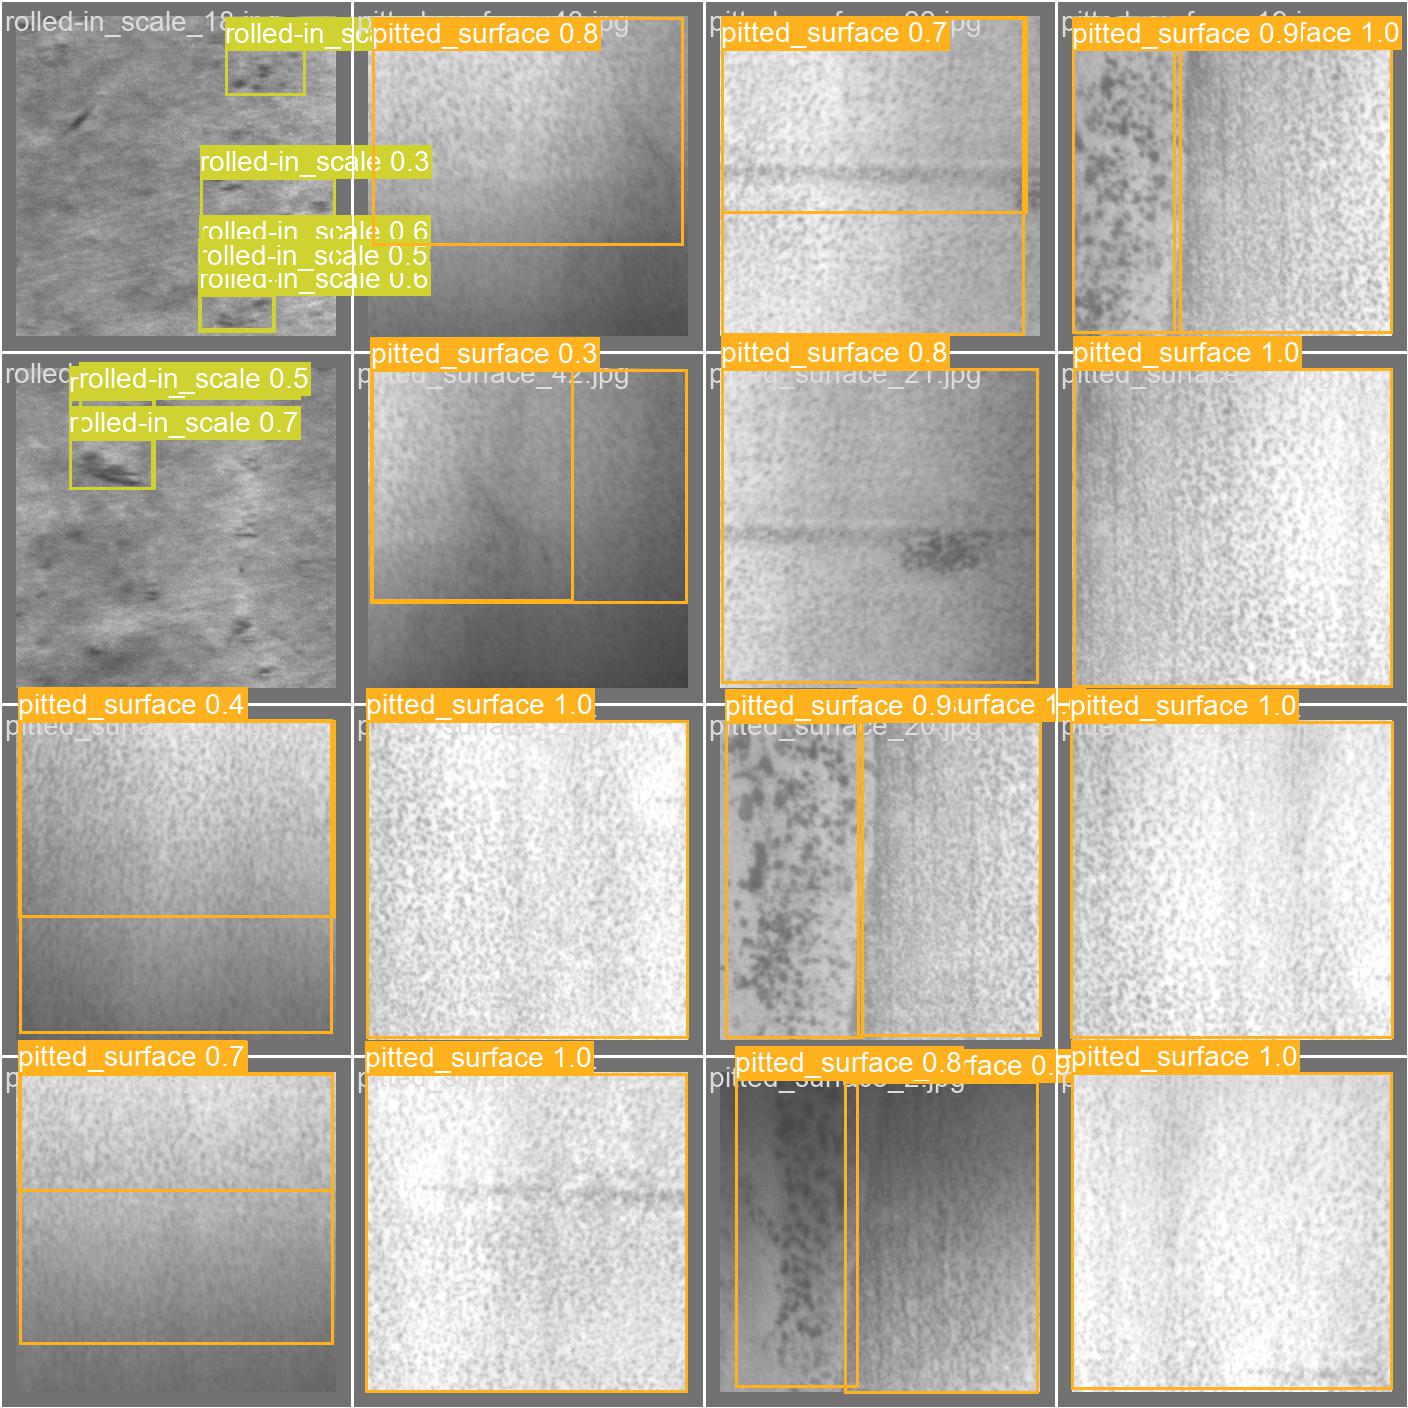 rolled-in_scale_18
rolled-in_sc
pitted_surface 0.8
pitted_surface 0.7
pitted_surface 0.9
face 1.0
rolled-in_scale 0.3
rolled-in_scale 0.6
rolled-in_scale 0.5
rolled-in_scale 0.6
rolled
rolled-in_scale 0.5
rolled-in_scale 0.7
pitted_surface 0.3
pitted_surface_42.jpg
pitted_surface 0.8
pitted_surface_21.jpg
pitted_surface 1.0
pitted_surface 0.4
pitted_surface 1.0
pitted_surface 0.9
urface 1.
pitted_surface_20.jpg
pitted_surface 1.0
pitted_surface 0.7
pitted_surface 1.0
pitted_surface 0.8
face 0.9
pitted_surface 1.0